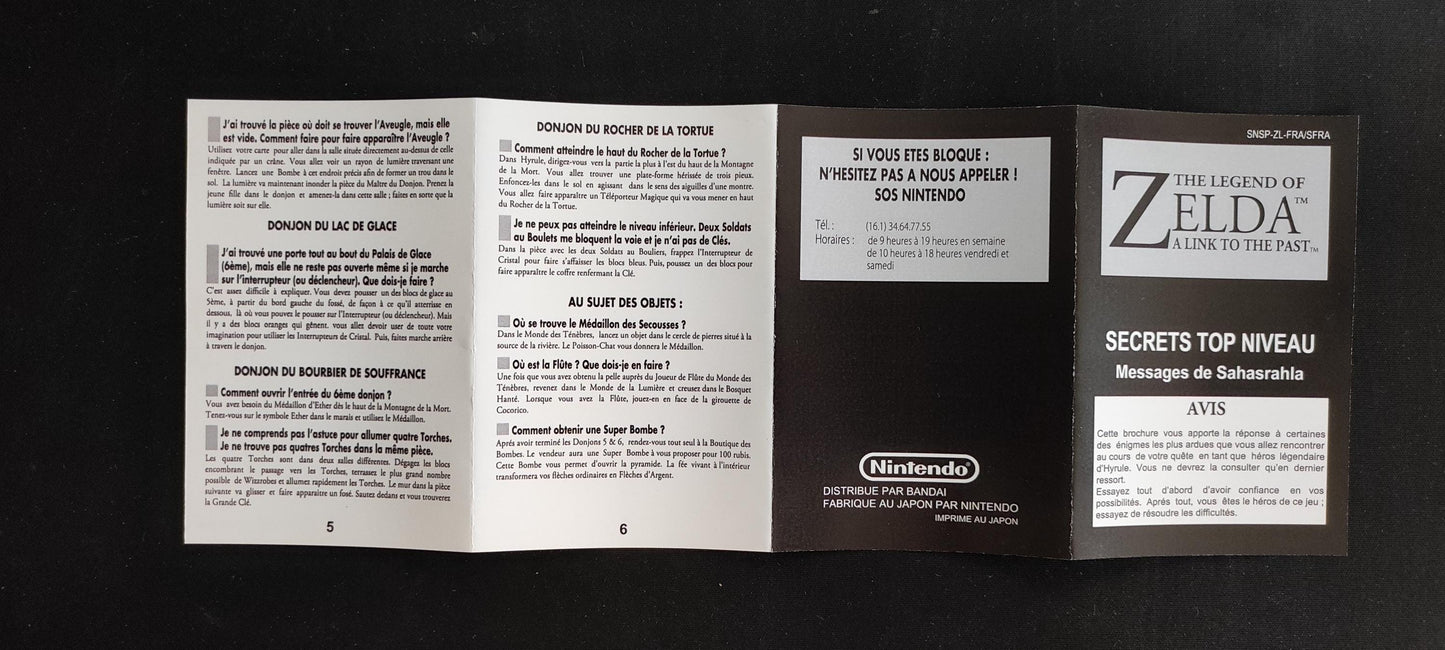 J'ai trouvé la pièce où doit se trouver l'Aveugle, mais elle
est vide. Comment faire pour faire apparaître l'Aveugle ?
Utilisez votre carte pour aller dans la salle située directement au-dessus de celle
indiquée par un crâne. Vous allez voir un rayon de lumière traversant une
fenêtre. Lancez une Bombe à cet endroit précis afin de former un trou dans le
sol. La lumière va maintenant inonder la pièce du Maître du Donjon. Prenez la
jeune fille dans le donjon et amenez-la dans cette salle ; faites en sorte que la
lumière soit sur elle.
DONJON DU LAC DE GLACE
J'ai trouvé une porte tout au bout du Palais de Glace
(6ème), mais elle ne reste pas ouverte même si je marche
sur l'interrupteur (ou déclencheur). Que dois-je faire ?
C'est assez difficile à expliquer. Vous devez pousser un des blocs de glace au
5ème, à partir du bord gauche du fossé, de façon à ce qu'il atterrisse en
dessous, là où vous pouvez le pousser sur l'Interrupteur (ou déclencheur). Mais
il y a des blocs oranges qui gênent. vous allez devoir user de toute votre
imagination pour utiliser les Interrupteurs de Cristal. Puis, faites marche arrière
à travers le donjon.
DONJON DU BOURBIER DE SOUFFRANCE
Comment ouvrir l'entrée du 6ème donjon ?
Vous avez besoin du Médaillon d'Ether dès le haut de la Montagne de la Mort.
Tenez-vous sur le symbole Ether dans le marais et utilisez le Médaillon.
Je ne comprends pas l'astuce pour allumer quatre Torches.
Je ne trouve pas quatres Torches dans la même pièce.
Les quatre Torches sont dans deux salles différentes. Dégagez les blocs
encombrant le passage vers les Torches, terrassez le plus grand nombre
possible de Wizzrobes et allumes rapidement les Torches. Le mur dans la pièce
suivante va glisser et faire apparaître un fosé. Sautez dedans et vous trouverez
la Grande Clé.
5
DONJON DU ROCHER DE LA TORTUE
Comment atteindre le haut du Rocher de la Tortue ?
Dans Hyrule, dirigez-vous vers la partie la plus à l'est du haut de la Montagne
de la Mort. Vous allez trouver une plate-forme hérissée de trois pieux.
Enfoncez-les dans le sol en agissant dans le sens des aiguilles d'une montre.
Vous allez faire apparaître un Téléporteur Magique qui va vous mener en haut
du Rocher de la Tortue.
Je ne peux pas atteindre le niveau inférieur. Deux Soldats
au Boulets me bloquent la voie et je n'ai pas de Clés.
Dans la pièce avec les deux Soldats au Bouliers, frappez l'Interrupteur de
Cristal pour faire s'affaisser les blocs bleus. Puis, poussez un des blocs pour
faire apparaître le coffre renfermant la Clé.
AU SUJET DES OBJETS :
Où se trouve le Médaillon des Secousses ?
Dans le Monde des Ténèbres, lancez un objet dans le cercle de pierres situé à la
source de la rivière. Le Poisson-Chat vous donnera le Médaillon.
Où est la Flûte ? Que dois-je en faire ?
Une fois que vous avez obtenu la pelle auprès du Joueur de Flûte du Monde des
Ténèbres, revenez dans le Monde de la Lumière et creusez dans le Bosquet
Hanté. Lorsque vous avez la Flûte, jouez-en en face de la girouette de
Cocorico.
Comment obtenir une Super Bombe ?
Après avoir terminé les Donjons 5 & 6, rendez-vous tout seul à la Boutique des
Bombes. Le vendeur aura une Super Bombe à vous proposer pour 100 rubis.
Cette Bombe vous permet d'ouvrir la pyramide. La fée vivant à l'intérieur
transformera vos flèches ordinaires en Flèches d'Argent.
6
SI VOUS ETES BLOQUE :
N'HESITEZ PAS A NOUS APPELER !
SOS NINTENDO
Tél. : (16.1) 34.64.77.55
Horaires : de 9 heures à 19 heures en semaine
de 10 heures à 18 heures vendredi et
samedi
Nintendo®
DISTRIBUE PAR BANDAI
FABRIQUE AU JAPON PAR NINTENDO
IMPRIME AU JAPON
SNSP-ZL-FRA/SFRA
THE LEGEND OF
ZELDA™
A LINK TO THE PAST™
SECRETS TOP NIVEAU
Messages de Sahasrahla
AVIS
Cette brochure vous apporte la réponse à certaines
des énigmes les plus ardues que vous allez rencontrer
au cours de votre quête en tant que héros légendaire
d'Hyrule. Vous ne devrez la consulter qu'en dernier
ressort.
Essayez tout d'abord d'avoir confiance en vos
possibilités. Aprés tout, vous êtes le héros de ce jeu ;
essayez de résoudre les difficultés.